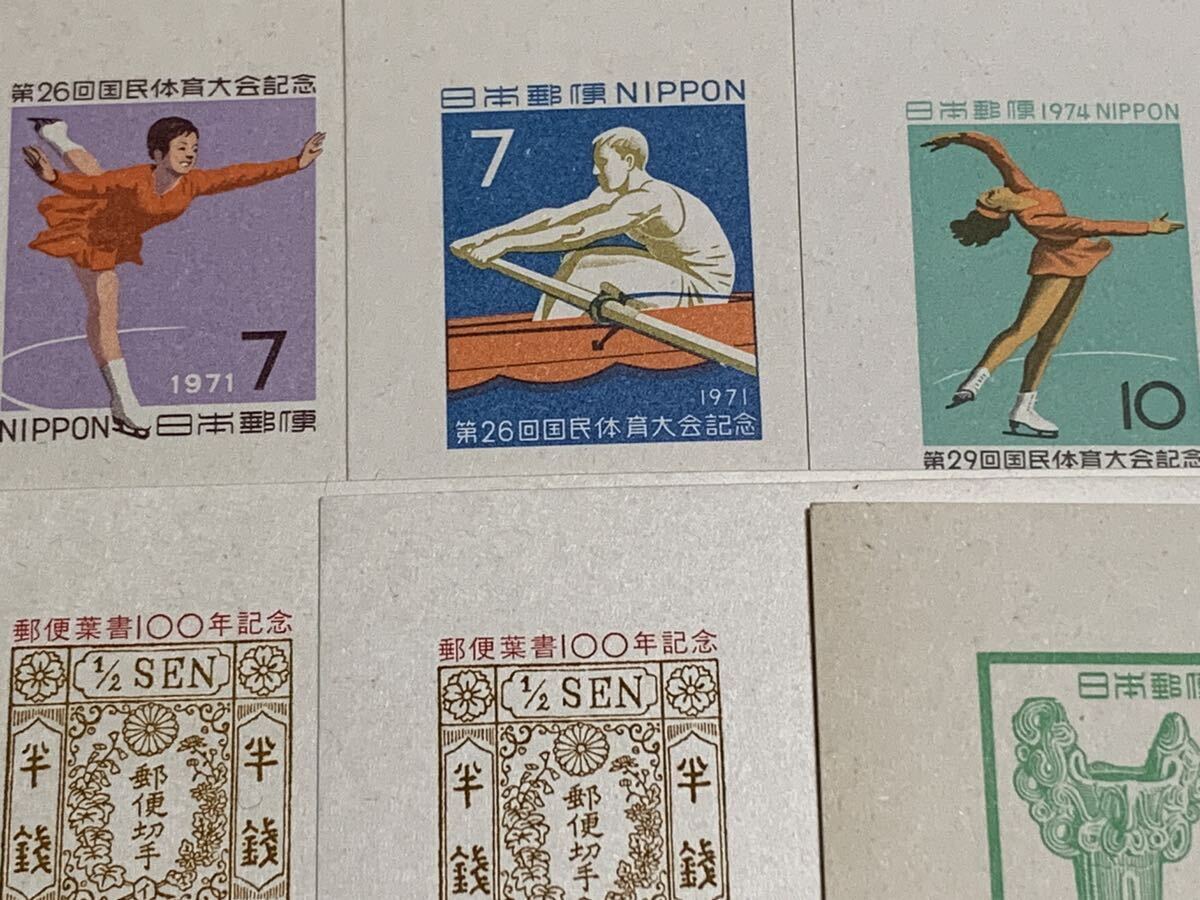 第26回国民体育大会記念
1971 7
NIPPON 日本郵便
日本郵便 NIPPON
7
1971
第26回国民体育大会記念
日本郵便 1974 NIPPON
10
第29回国民体育大会記念
郵便葉書100年記念
1/2 SEN
半銭
郵便切手
イ
半銭
郵便葉書100年記念
1/2 SEN
半銭
郵便切手
半銭
日本郵便